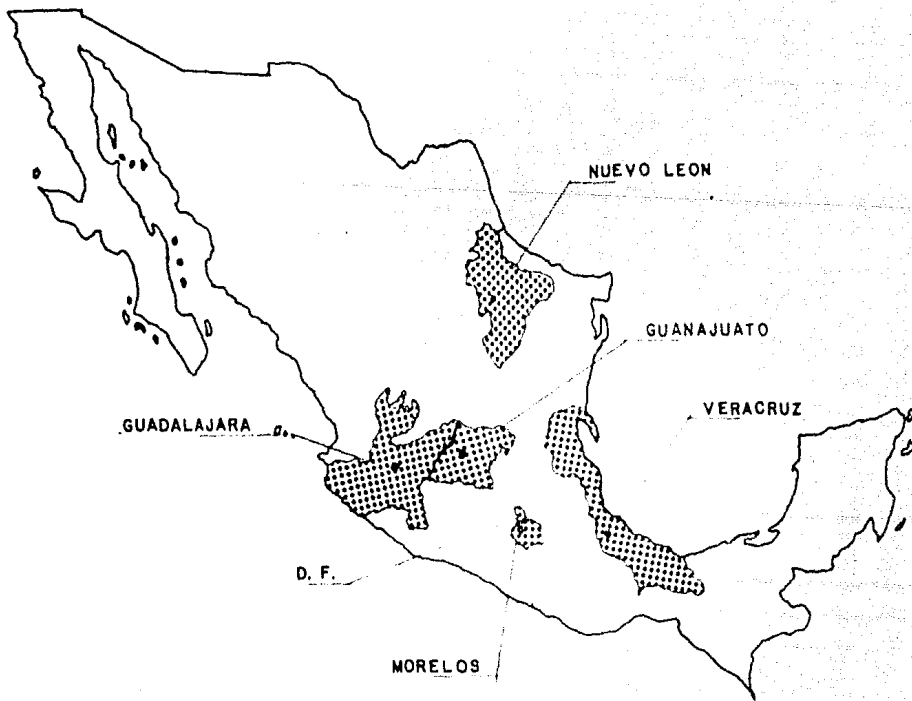 NUEVO LEON
GUANAJUATO
VERACRUZ
GUADALAJARA
D. F.
MORELOS